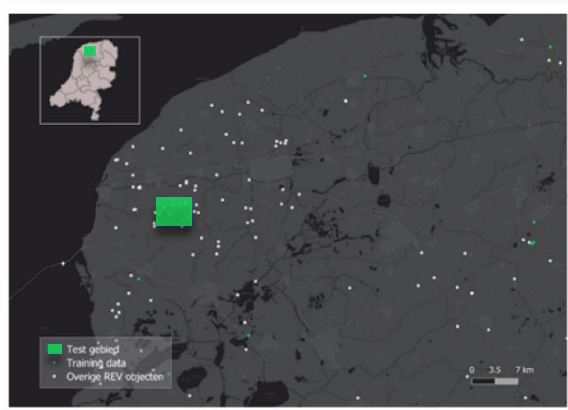 Test gebied
Training data
Overige REV objecten
0 3.5 7 km